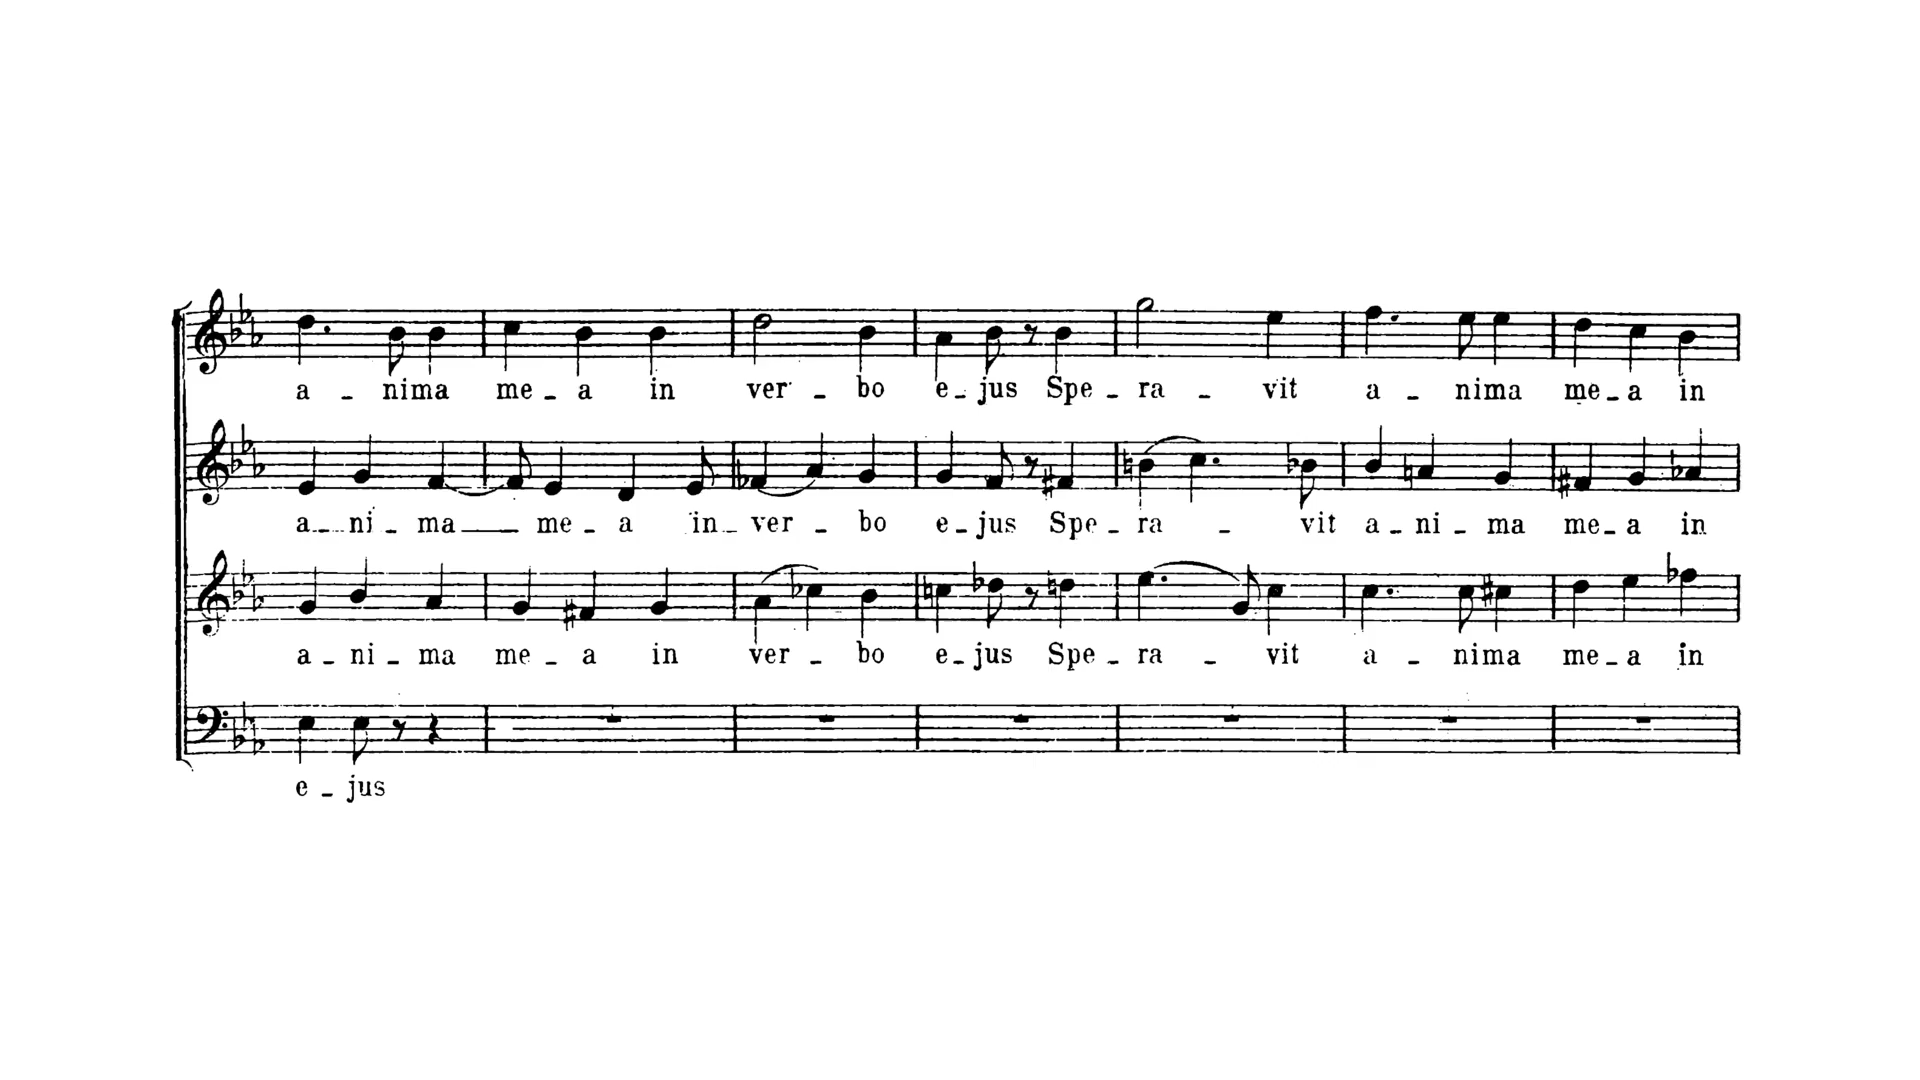 a _ nima me _ a in ver _ bo e _ jus Spe _ ra _ vit a _ nima me _ a in
a _ ni _ ma _ me _ a in _ ver _ bo e _ jus Spe _ ra _ vit a _ ni _ ma me _ a in
a _ ni _ ma me _ a in ver _ bo e _ jus Spe _ ra _ vit a _ nima me _ a in
e _ jus